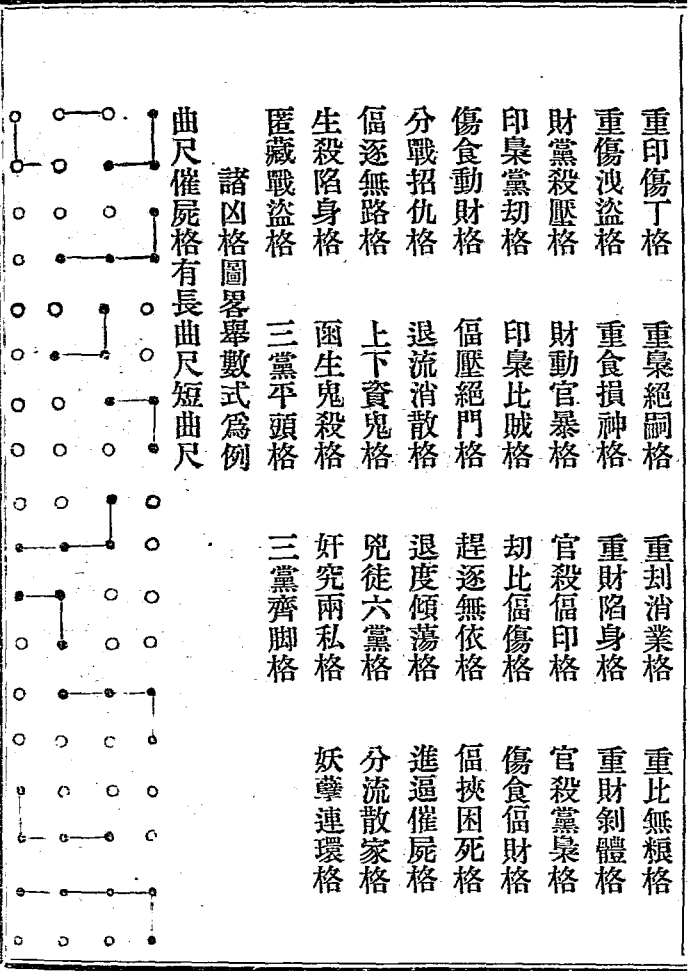 重印傷丁格　重梟絕嗣格　重刦消業格　重比無粮格
重傷洩盜格　重食損神格　重財陷身格　重財剝體格
財黨殺壓格　財動官暴格　官殺偪印格　官殺黨梟格
印梟黨刧格　印梟比賊格　刧比偪傷格　傷食偪財格
傷食動財格　偪壓絕門格　趕逐無依格　偪挾困死格
分戰招仇格　退流消散格　退度傾蕩格　進逼催屍格
偪逐無路格　上下資鬼格　兇徒六黨格　分流散家格
生殺陷身格　函生鬼殺格　奸究兩私格　妖孽連環格
匿藏戰盜格　三黨平頭格　三黨齊脚格
諸凶格圖畧舉數式爲例
曲尺催屍格有長曲尺短曲尺